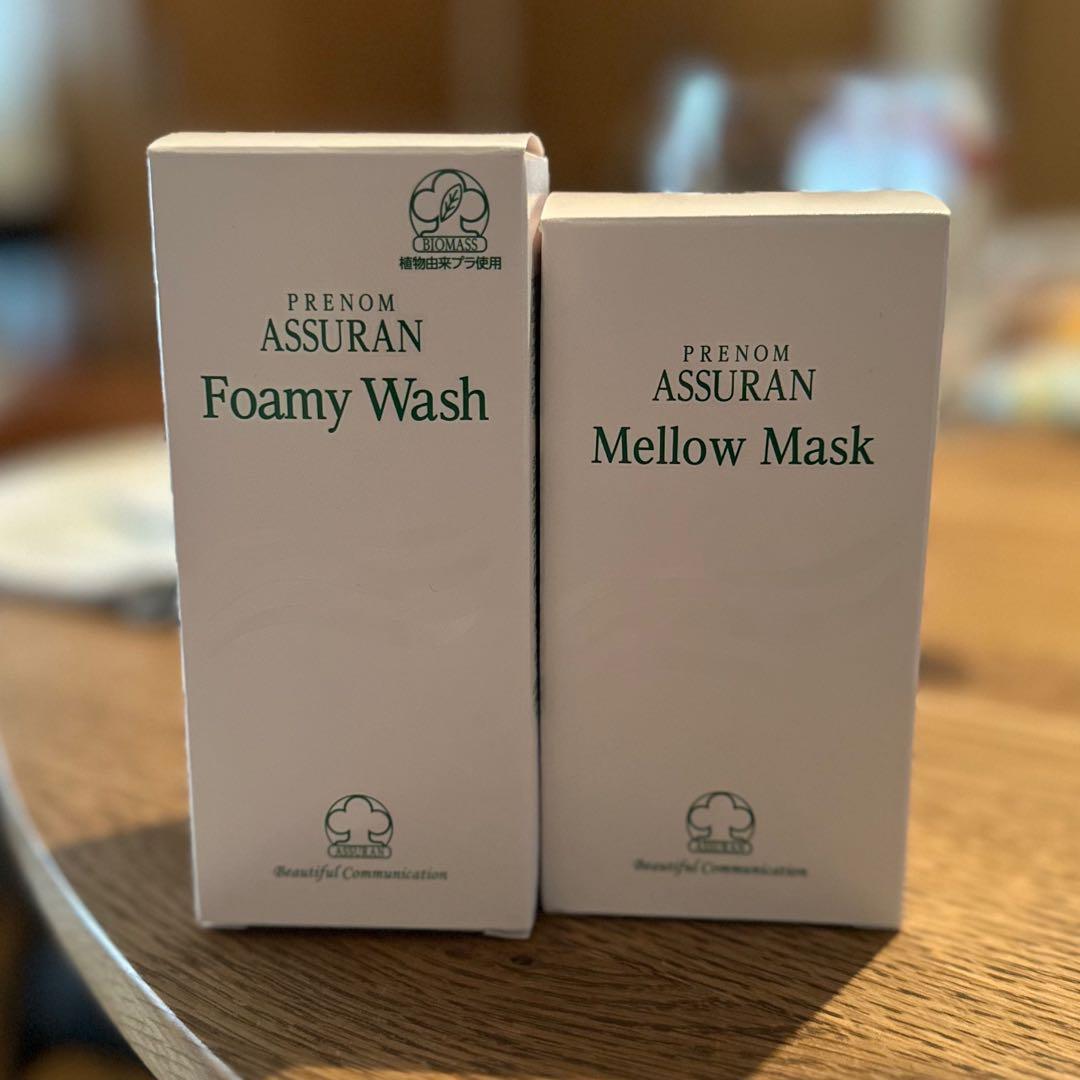 BIOMASS
植物由来プラ使用
PRENOM
ASSURAN
Foamy Wash
ASSURAN
Beautiful Communication
PRENOM
ASSURAN
Mellow Mask
ASSURAN
Beautiful Communication